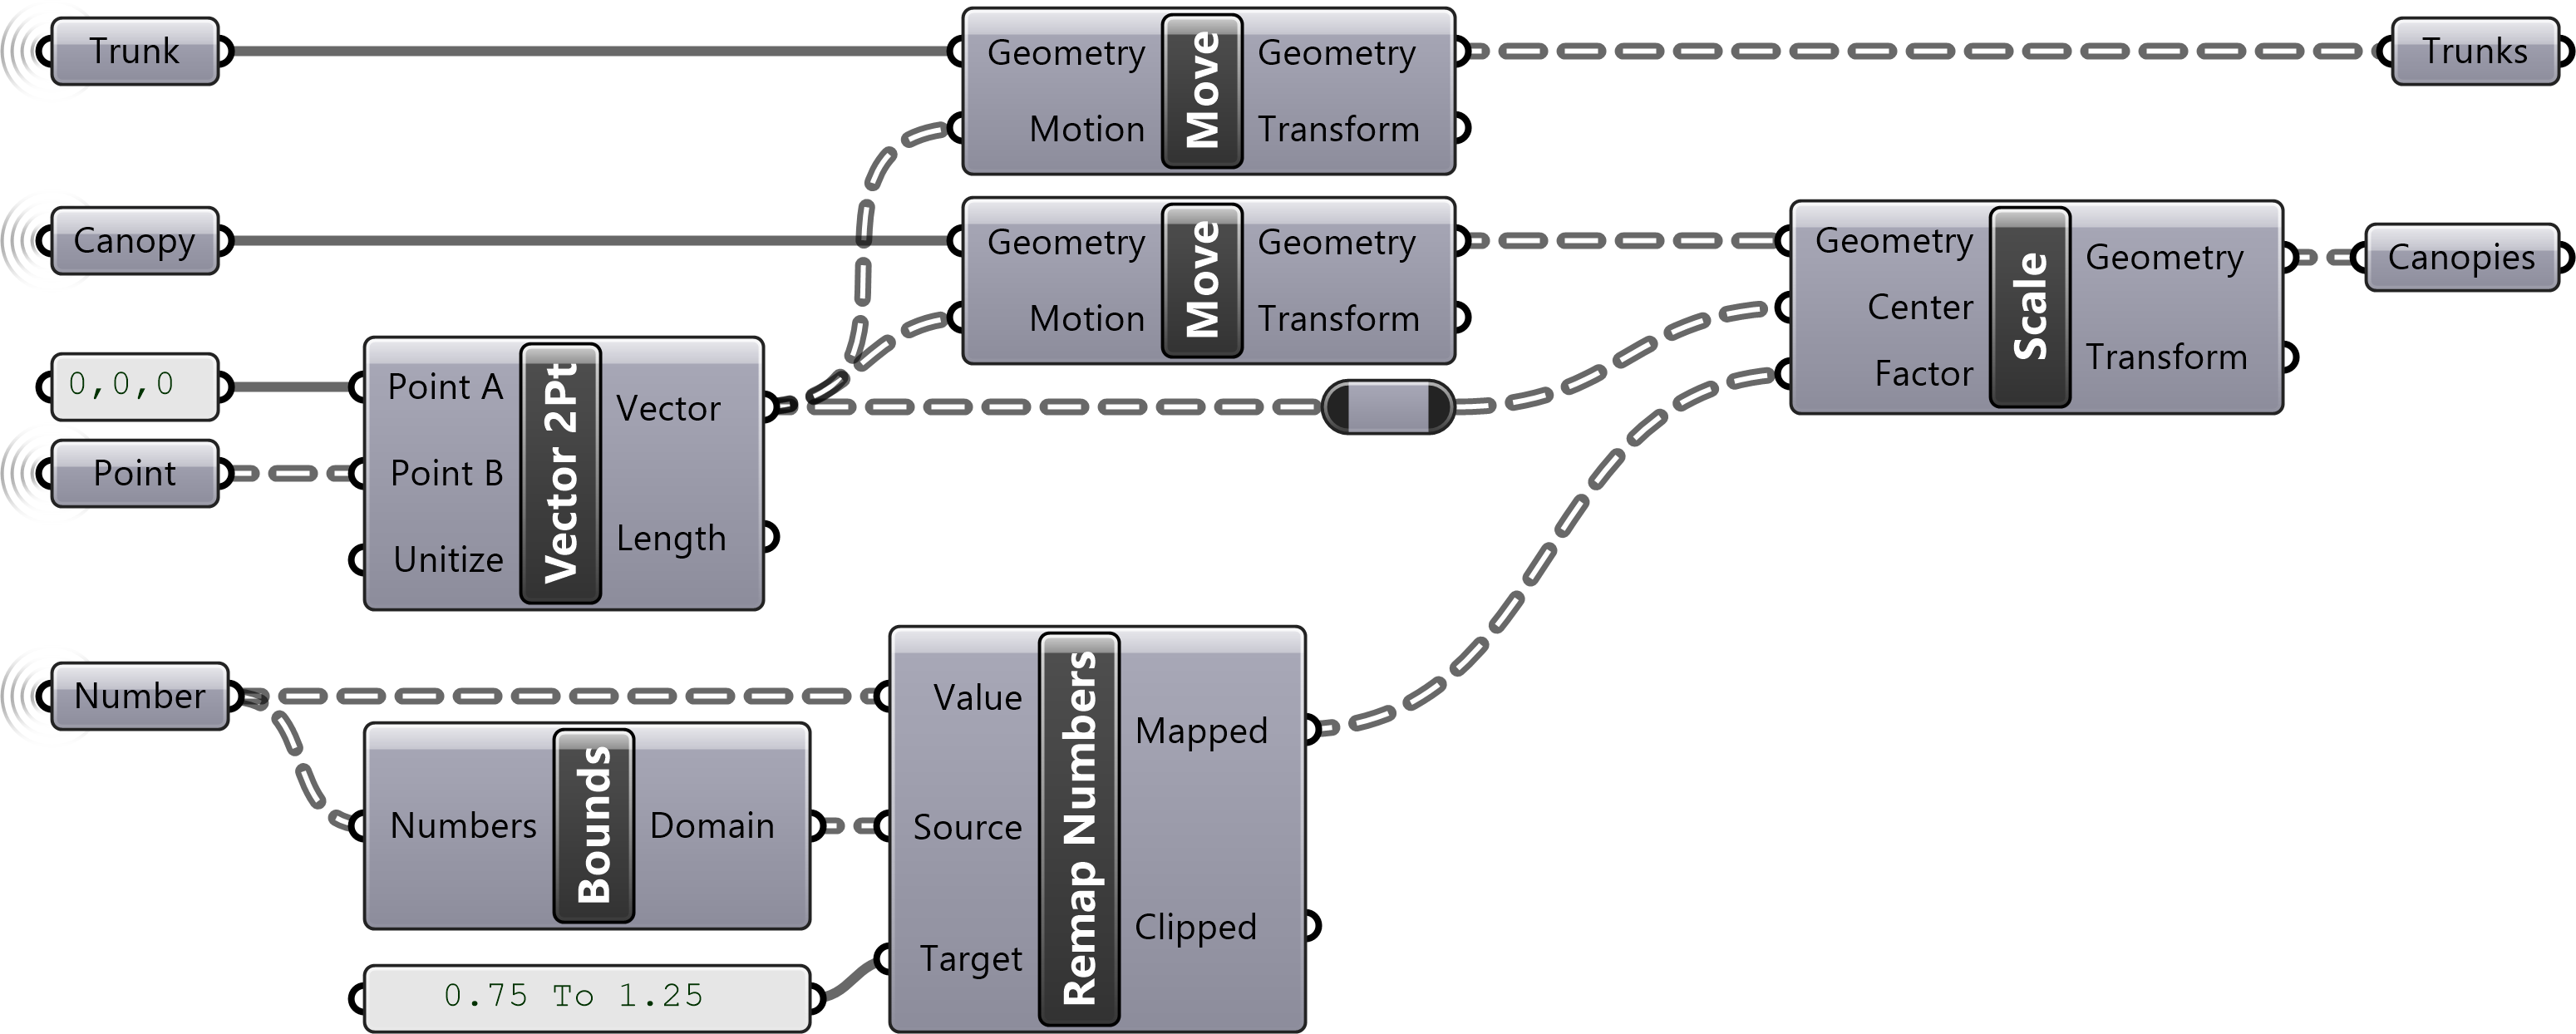 Trunk
Geometry
Motion
Move
Geometry
Transform
Trunks
Canopy
Geometry
Motion
Move
Geometry
Transform
Geometry
Center
Factor
Scale
Geometry
Transform
Canopies
0,0,0
Point
Point A
Point B
Unitize
Vector 2Pt
Vector
Length
Number
Numbers
Bounds
Domain
0.75 To 1.25
Value
Source
Target
Remap Numbers
Mapped
Clipped